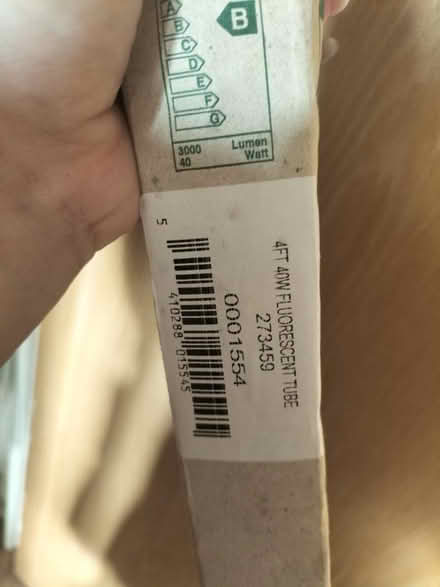 A
B
B
C
D
E
F
G
3000 Lumen
40 Watt
4FT 40W FLUORESCENT TUBE
273459
0001554
5 410288 015545